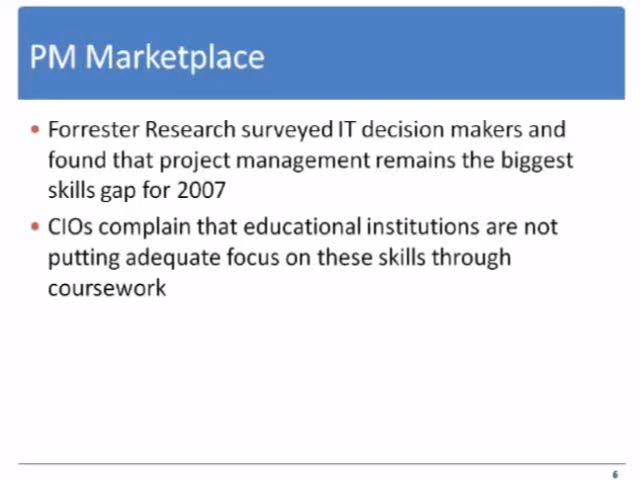 PM Marketplace
• Forrester Research surveyed IT decision makers and
found that project management remains the biggest
skills gap for 2007
• CIOs complain that educational institutions are not
putting adequate focus on these skills through
coursework
6